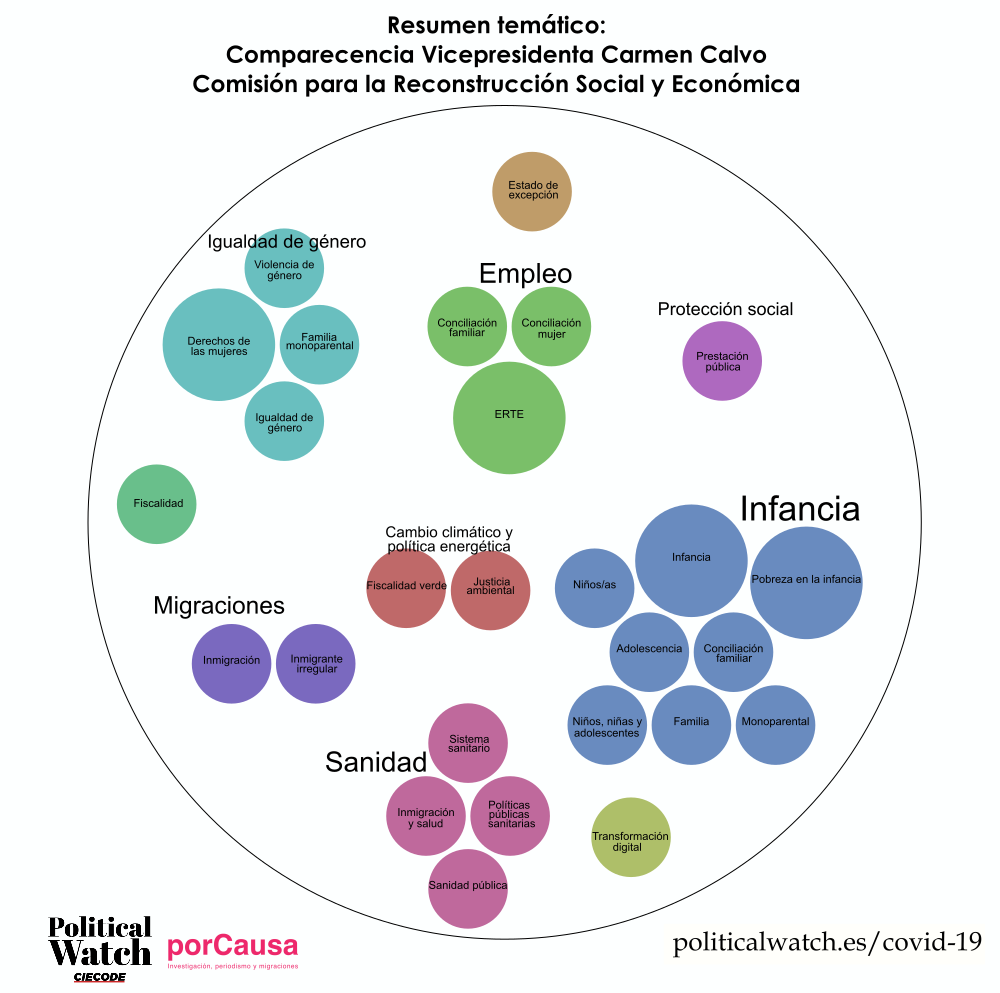 Resumen temático:
Comparecencia Vicepresidenta Carmen Calvo
Comisión para la Reconstrucción Social y Económica
Estado de
excepción
Igualdad de género
Violencia de
género
Derechos de
las mujeres
Familia
monoparental
Igualdad de
género
Empleo
Conciliación
familiar
Conciliación
mujer
ERTE
Protección social
Prestación
pública
Fiscalidad
Cambio climático y
política energética
Fiscalidad verde
Justicia
ambiental
Infancia
Infancia
Pobreza en la infancia
Niños/as
Adolescencia
Conciliación
familiar
Niños, niñas y
adolescentes
Familia
Monoparental
Migraciones
Inmigración
Inmigrante
irregular
Sanidad
Sistema
sanitario
Inmigración
y salud
Políticas
públicas
sanitarias
Sanidad pública
Transformación
digital
Political
Watch
CIECODE
porCausa
Investigación, periodismo y migraciones
politicalwatch.es/covid-19